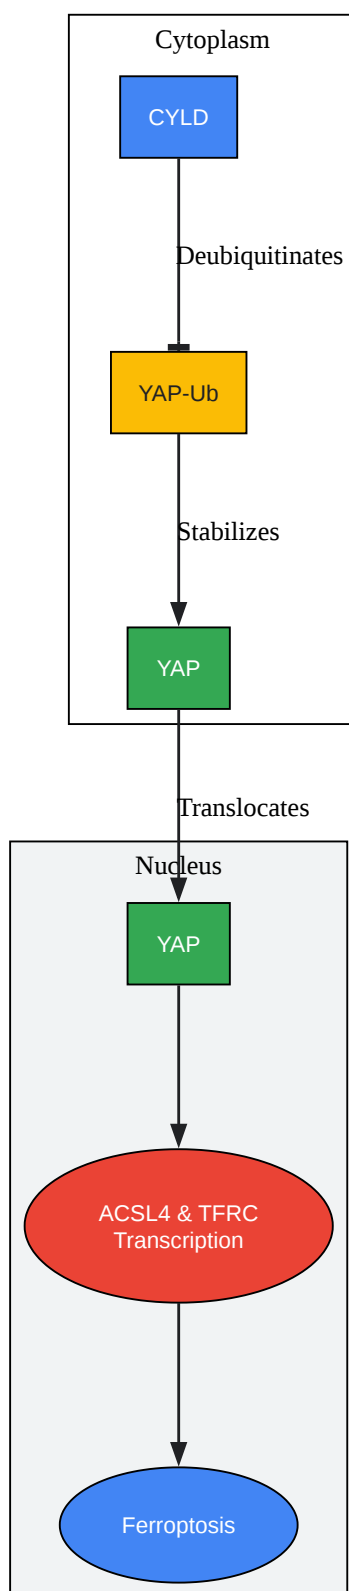 Cytoplasm
CYLD
Deubiquitinates
YAP-Ub
Stabilizes
YAP
Translocates
Nucleus
YAP
ACSL4 & TFRC
Transcription
Ferroptosis